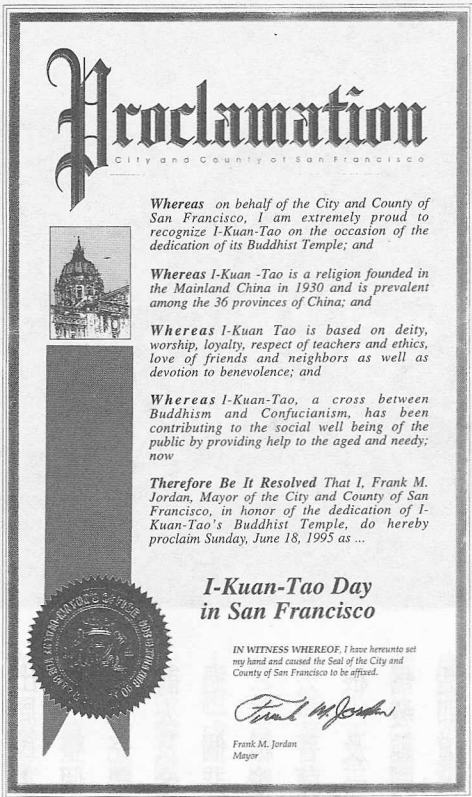 Proclamation
City and County of San Francisco
Whereas on behalf of the City and County of
San Francisco, I am extremely proud to
recognize I-Kuan-Tao on the occasion of the
dedication of its Buddhist Temple; and
Whereas I-Kuan -Tao is a religion founded in
the Mainland China in 1930 and is prevalent
among the 36 provinces of China; and
Whereas I-Kuan Tao is based on deity,
worship, loyalty, respect of teachers and ethics,
love of friends and neighbors as well as
devotion to benevolence; and
Whereas I-Kuan-Tao, a cross between
Buddhism and Confucianism, has been
contributing to the social well being of the
public by providing help to the aged and needy;
now
Therefore Be It Resolved That I, Frank M.
Jordan, Mayor of the City and County of San
Francisco, in honor of the dedication of I-
Kuan-Tao's Buddhist Temple, do hereby
proclaim Sunday, June 18, 1995 as ...
I-Kuan-Tao Day
in San Francisco
IN WITNESS WHEREOF, I have hereunto set
my hand and caused the Seal of the City and
County of San Francisco to be affixed.
Frank M. Jordan
Frank M. Jordan
Mayor